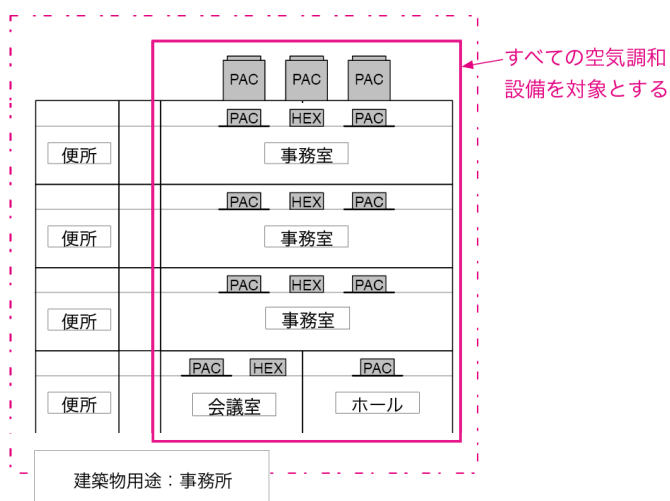 すべての空気調和
設備を対象とする
PAC PAC PAC
PAC HEX PAC
便所 事務室
PAC HEX PAC
便所 事務室
PAC HEX PAC
便所 事務室
PAC HEX PAC
便所 会議室 ホール
建築物用途：事務所